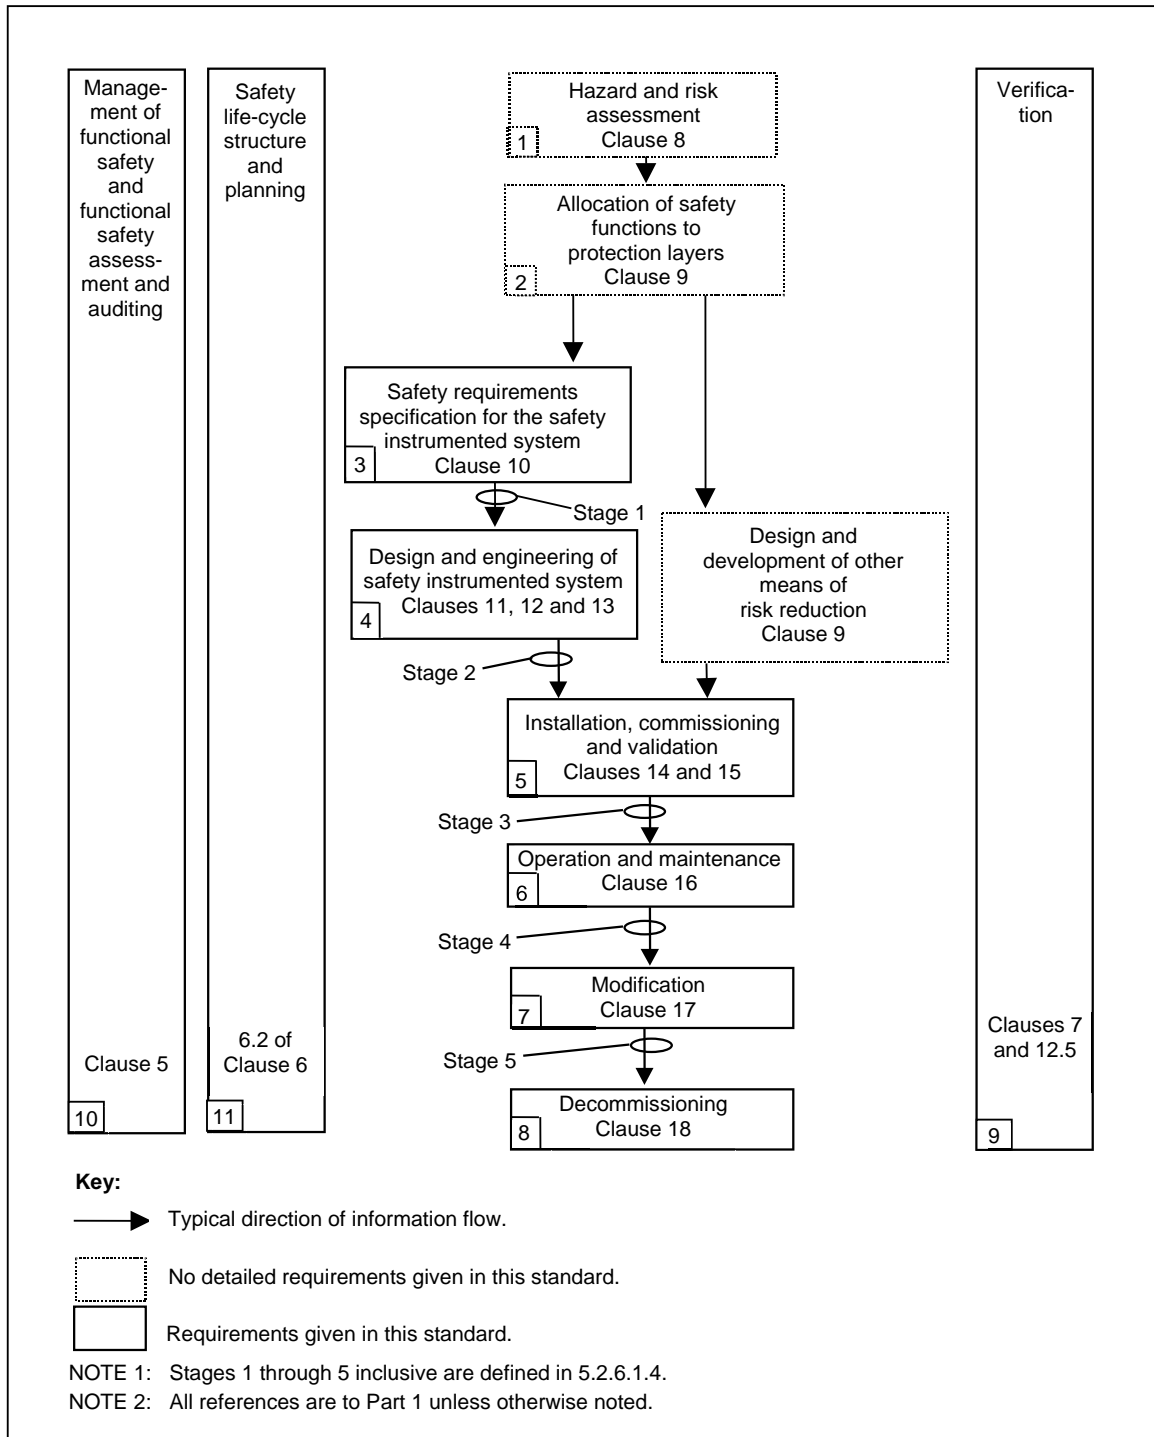 Manage-
ment of
functional
safety
and
functional
safety
assess-
ment and
auditing
Clause 5
10
Safety
life-cycle
structure
and
planning
6.2 of
Clause 6
11
Hazard and risk
assessment
Clause 8
1
Allocation of safety
functions to
protection layers
Clause 9
2
Safety requirements
specification for the safety
instrumented system
Clause 10
3
Stage 1
Design and engineering of
safety instrumented system
Clauses 11, 12 and 13
4
Design and
development of other
means of
risk reduction
Clause 9
Stage 2
Installation, commissioning
and validation
Clauses 14 and 15
5
Stage 3
Operation and maintenance
Clause 16
6
Stage 4
Modification
Clause 17
7
Stage 5
Decommissioning
Clause 18
8
Verifica-
tion
Clauses 7
and 12.5
9
Key:
Typical direction of information flow.
No detailed requirements given in this standard.
Requirements given in this standard.
NOTE 1: Stages 1 through 5 inclusive are defined in 5.2.6.1.4.
NOTE 2: All references are to Part 1 unless otherwise noted.